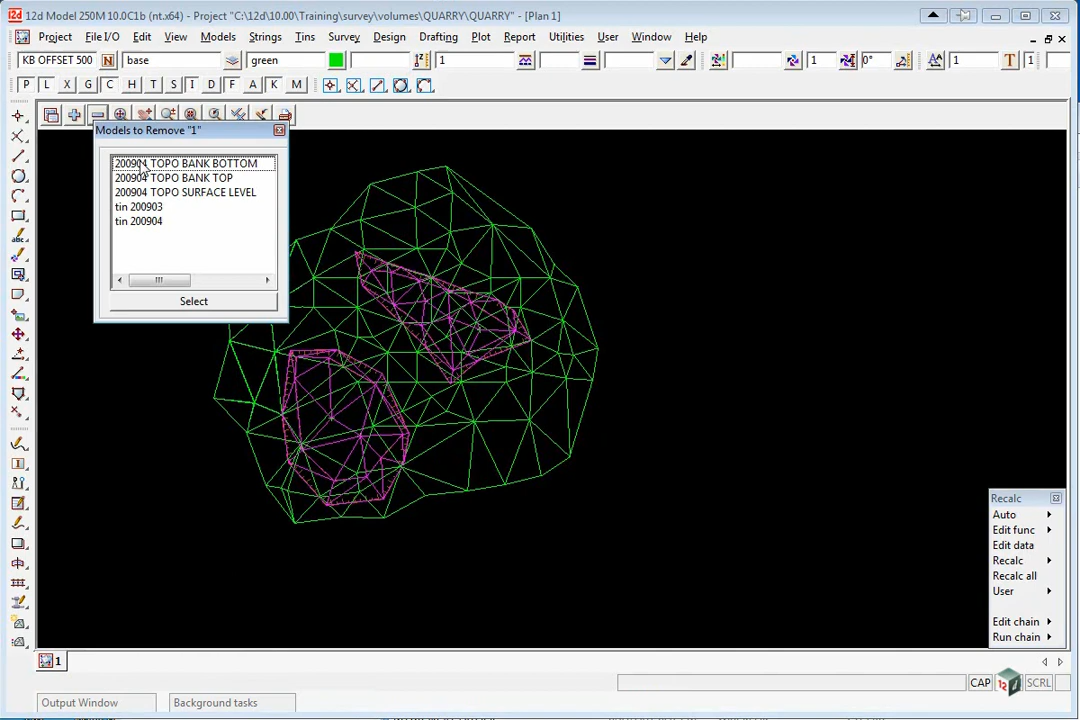 12d Model 250M 10.0C1b (nt.x64) - Project "C:\12d\10.00\Training\survey\volumes\QUARRY\QUARRY" - [Plan 1]
Project File I/O Edit View Models Strings Tins Survey Design Drafting Plot Report Utilities User Window Help
KB OFFSET 500 N base green 1 1 0° 1 T 1
P L X G C H T S I D F A K M
Models to Remove "1"
200904 TOPO BANK BOTTOM
200904 TOPO BANK TOP
200904 TOPO SURFACE LEVEL
tin 200903
tin 200904
Select
Recalc
Auto
Edit func
Edit data
Recalc
Recalc all
User
Edit chain
Run chain
1
CAP 12 SCRL
Output Window Background tasks